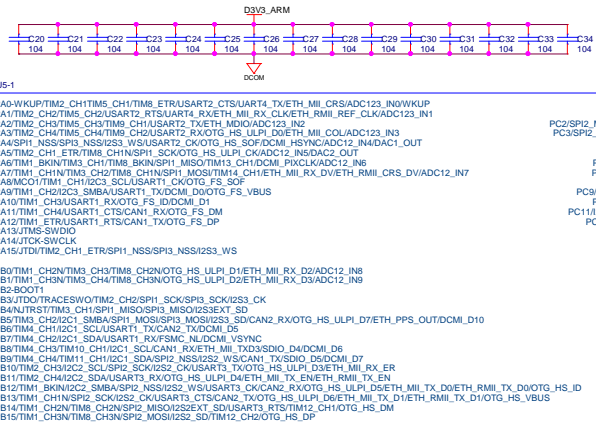 D3V3_ARM
C20 C21 C22 C23 C24 C25 C26 C27 C28 C29 C30 C31 C32 C33 C34
104 104 104 104 104 104 104 104 104 104 104 104 104 104 104
DCOM
J5-1
A0-WKUP/TIM2_CH1TIM5_CH1/TIM8_ETR/USART2_CTS/UART4_TX/ETH_MII_CRS/ADC123_IN0/WKUP
A1/TIM2_CH2/TIM5_CH2/USART2_RTS/UART4_RX/ETH_MII_RX_CLK/ETH_RMII_REF_CLK/ADC123_IN1
A2/TIM2_CH3/TIM5_CH3/TIM9_CH1/USART2_TX/ETH_MDIO/ADC123_IN2 PC2/SPI2_M
A3/TIM2_CH4/TIM5_CH4/TIM9_CH2/USART2_RX/OTG_HS_ULPI_D0/ETH_MII_COL/ADC123_IN3 PC3/SPI2_
A4/SPI1_NSS/SPI3_NSS/I2S3_WS/USART2_CK/OTG_HS_SOF/DCMI_HSYNC/ADC12_IN4/DAC1_OUT
A5/TIM2_CH1_ETR/TIM8_CH1N/SPI1_SCK/OTG_HS_ULPI_CK/ADC12_IN5/DAC2_OUT
A6/TIM1_BKIN/TIM3_CH1/TIM8_BKIN/SPI1_MISO/TIM13_CH1/DCMI_PIXCLK/ADC12_IN6 P
A7/TIM1_CH1N/TIM3_CH2/TIM8_CH1N/SPI1_MOSI/TIM14_CH1/ETH_MII_RX_DV/ETH_RMII_CRS_DV/ADC12_IN7 P
A8/MCO1/TIM1_CH1/I2C3_SCL/USART1_CK/OTG_FS_SOF
A9/TIM1_CH2/I2C3_SMBA/USART1_TX/DCMI_D0/OTG_FS_VBUS PC9/
A10/TIM1_CH3/USART1_RX/OTG_FS_ID/DCMI_D1 P
A11/TIM1_CH4/USART1_CTS/CAN1_RX/OTG_FS_DM PC11/I
A12/TIM1_ETR/USART1_RTS/CAN1_TX/OTG_FS_DP PC
A13/JTMS-SWDIO
A14/JTCK-SWCLK
A15/JTDI/TIM2_CH1_ETR/SPI1_NSS/SPI3_NSS/I2S3_WS
B0/TIM1_CH2N/TIM3_CH3/TIM8_CH2N/OTG_HS_ULPI_D1/ETH_MII_RX_D2/ADC12_IN8
B1/TIM1_CH3N/TIM3_CH4/TIM8_CH3N/OTG_HS_ULPI_D2/ETH_MII_RX_D3/ADC12_IN9
B2-BOOT1
B3/JTDO/TRACESWO/TIM2_CH2/SPI1_SCK/SPI3_SCK/I2S3_CK
B4/NJTRST/TIM3_CH1/SPI1_MISO/SPI3_MISO/I2S3EXT_SD
B5/TIM3_CH2/I2C1_SMBA/SPI1_MOSI/SPI3_MOSI/I2S3_SD/CAN2_RX/OTG_HS_ULPI_D7/ETH_PPS_OUT/DCMI_D10
B6/TIM4_CH1/I2C1_SCL/USART1_TX/CAN2_TX/DCMI_D5
B7/TIM4_CH2/I2C1_SDA/USART1_RX/FSMC_NL/DCMI_VSYNC
B8/TIM4_CH3/TIM10_CH1/I2C1_SCL/CAN1_RX/ETH_MII_TXD3/SDIO_D4/DCMI_D6
B9/TIM4_CH4/TIM11_CH1/I2C1_SDA/SPI2_NSS/I2S2_WS/CAN1_TX/SDIO_D5/DCMI_D7
B10/TIM2_CH3/I2C2_SCL/SPI2_SCK/I2S2_CK/USART3_TX/OTG_HS_ULPI_D3/ETH_MII_RX_ER
B11/TIM2_CH4/I2C2_SDA/USART3_RX/OTG_HS_ULPI_D4/ETH_MII_TX_EN/ETH_RMII_TX_EN
B12/TIM1_BKIN/I2C2_SMBA/SPI2_NSS/I2S2_WS/USART3_CK/CAN2_RX/OTG_HS_ULPI_D5/ETH_MII_TX_D0/ETH_RMII_TX_D0/OTG_HS_ID
B13/TIM1_CH1N/SPI2_SCK/I2S2_CK/USART3_CTS/CAN2_TX/OTG_HS_ULPI_D6/ETH_MII_TX_D1/ETH_RMII_TX_D1/OTG_HS_VBUS
B14/TIM1_CH2N/TIM8_CH2N/SPI2_MISO/I2S2EXT_SD/USART3_RTS/TIM12_CH1/OTG_HS_DM
B15/TIM1_CH3N/TIM8_CH3N/SPI2_MOSI/I2S2_SD/TIM12_CH2/OTG_HS_DP